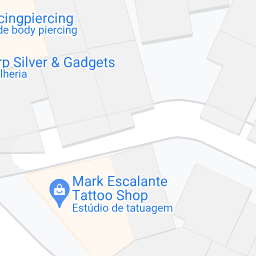 cingpiercing
de body piercing
rp Silver & Gadgets
lheria
Mark Escalante
Tattoo Shop
Estúdio de tatuagem